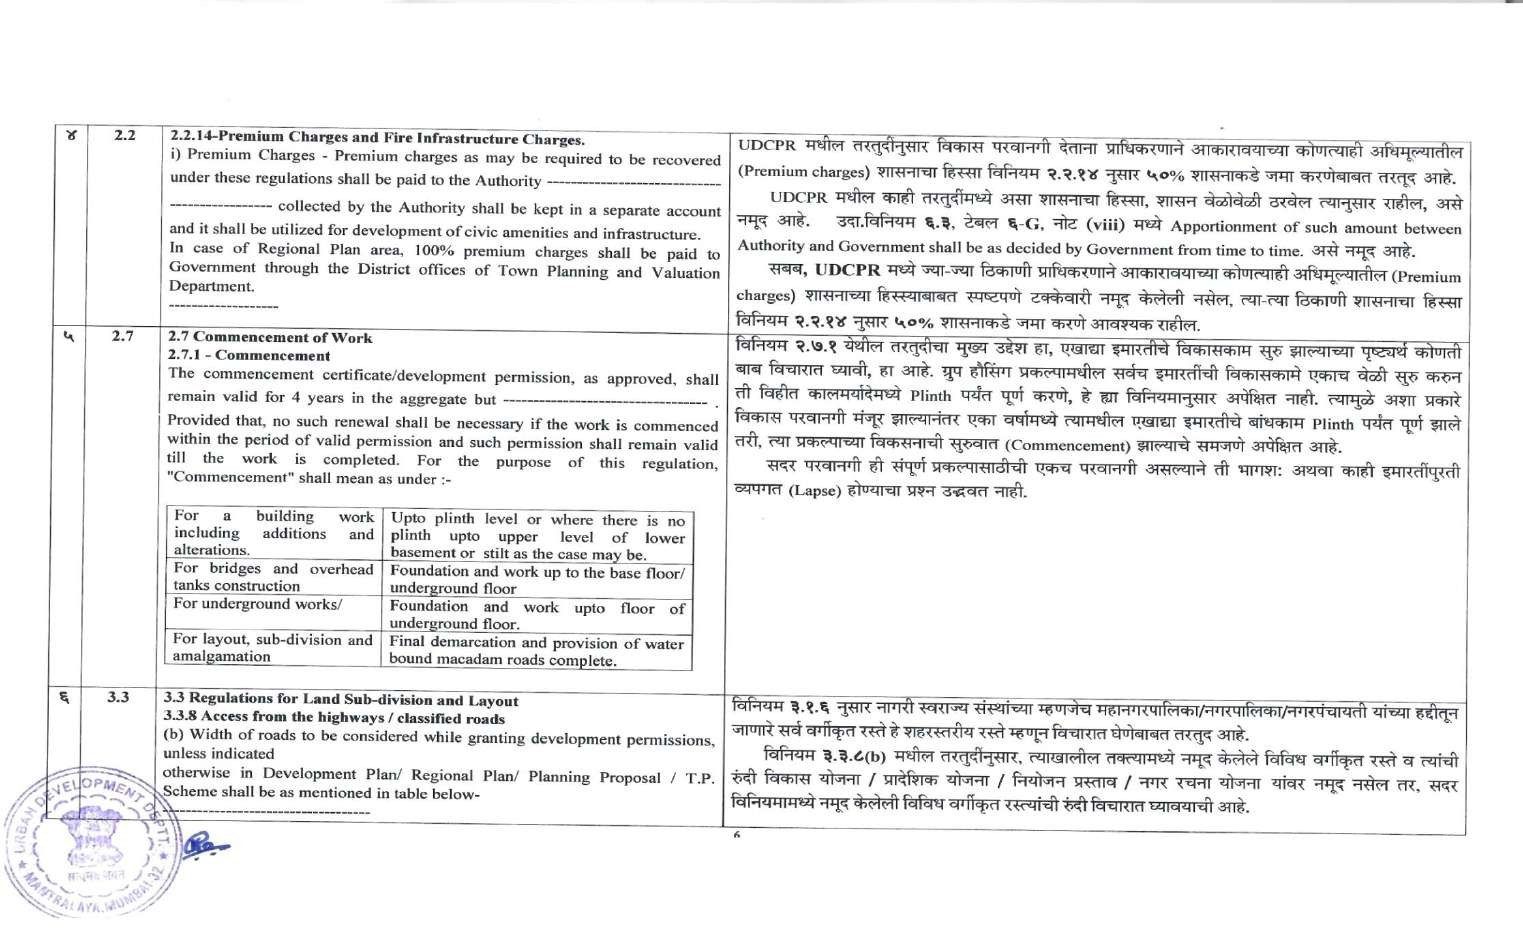 ४ 2.2 2.2.14-Premium Charges and Fire Infrastructure Charges.
i) Premium Charges - Premium charges as may be required to be recovered
under these regulations shall be paid to the Authority -----------------------------
----------------- collected by the Authority shall be kept in a separate account
and it shall be utilized for development of civic amenities and infrastructure.
In case of Regional Plan area, 100% premium charges shall be paid to
Government through the District offices of Town Planning and Valuation
Department.
------------------
UDCPR मधील तरतुदींनुसार विकास परवानगी देताना प्राधिकरणाने आकारावयाच्या कोणत्याही अधिमूल्यातील
(Premium charges) शासनाचा हिस्सा विनियम २.२.१४ नुसार ५०% शासनाकडे जमा करणेबाबत तरतूद आहे.
UDCPR मधील काही तरतुदींमध्ये असा शासनाचा हिस्सा, शासन वेळोवेळी ठरवेल त्यानुसार राहील, असे
नमूद आहे. उदा.विनियम ६.३, टेबल ६-G, नोट (viii) मध्ये Apportionment of such amount between
Authority and Government shall be as decided by Government from time to time. असे नमूद आहे.
सबब, UDCPR मध्ये ज्या-ज्या ठिकाणी प्राधिकरणाने आकारावयाच्या कोणत्याही अधिमूल्यातील (Premium
charges) शासनाच्या हिस्स्याबाबत स्पष्टपणे टक्केवारी नमूद केलेली नसेल, त्या-त्या ठिकाणी शासनाचा हिस्सा
विनियम २.२.१४ नुसार ५०% शासनाकडे जमा करणे आवश्यक राहील.
५ 2.7 2.7 Commencement of Work
2.7.1 - Commencement
The commencement certificate/development permission, as approved, shall
remain valid for 4 years in the aggregate but ---------------------------------- .
Provided that, no such renewal shall be necessary if the work is commenced
within the period of valid permission and such permission shall remain valid
till the work is completed. For the purpose of this regulation,
"Commencement" shall mean as under :-
For a building work
including additions and
alterations.
Upto plinth level or where there is no
plinth upto upper level of lower
basement or stilt as the case may be.
For bridges and overhead
tanks construction
Foundation and work up to the base floor/
underground floor
For underground works/
Foundation and work upto floor of
underground floor.
For layout, sub-division and
amalgamation
Final demarcation and provision of water
bound macadam roads complete.
विनियम २.७.१ येथील तरतुदीचा मुख्य उद्देश हा, एखाद्या इमारतीचे विकासकाम सुरु झाल्याच्या पृष्ट्यर्थ कोणती
बाब विचारात घ्यावी, हा आहे. ग्रुप हौसिंग प्रकल्पामधील सर्वच इमारतींची विकासकामे एकाच वेळी सुरु करुन
ती विहीत कालमर्यादेमध्ये Plinth पर्यंत पूर्ण करणे, हे ह्या विनियमानुसार अपेक्षित नाही. त्यामुळे अशा प्रकारे
विकास परवानगी मंजूर झाल्यानंतर एका वर्षामध्ये त्यामधील एखाद्या इमारतीचे बांधकाम Plinth पर्यंत पूर्ण झाले
तरी, त्या प्रकल्पाच्या विकसनाची सुरुवात (Commencement) झाल्याचे समजणे अपेक्षित आहे.
सदर परवानगी ही संपूर्ण प्रकल्पासाठीची एकच परवानगी असल्याने ती भागश: अथवा काही इमारतींपुरती
व्यपगत (Lapse) होण्याचा प्रश्न उद्भवत नाही.
६ 3.3 3.3 Regulations for Land Sub-division and Layout
3.3.8 Access from the highways / classified roads
(b) Width of roads to be considered while granting development permissions,
unless indicated
otherwise in Development Plan/ Regional Plan/ Planning Proposal / T.P.
Scheme shall be as mentioned in table below-
----------------------------------
विनियम ३.१.६ नुसार नागरी स्वराज्य संस्थांच्या म्हणजेच महानगरपालिका/नगरपालिका/नगरपंचायती यांच्या हद्दीतून
जाणारे सर्व वर्गीकृत रस्ते हे शहरस्तरीय रस्ते म्हणून विचारात घेणेबाबत तरतुद आहे.
विनियम ३.३.८(b) मधील तरतुदींनुसार, त्याखालील तक्त्यामध्ये नमूद केलेले विविध वर्गीकृत रस्ते व त्यांची
रुंदी विकास योजना / प्रादेशिक योजना / नियोजन प्रस्ताव / नगर रचना योजना यांवर नमूद नसेल तर, सदर
विनियमामध्ये नमूद केलेली विविध वर्गीकृत रस्त्यांची रुंदी विचारात घ्यावयाची आहे.
6
URBAN DEVELOPMENT DEPTT.
MANTRALAYA, MUMBAI 32